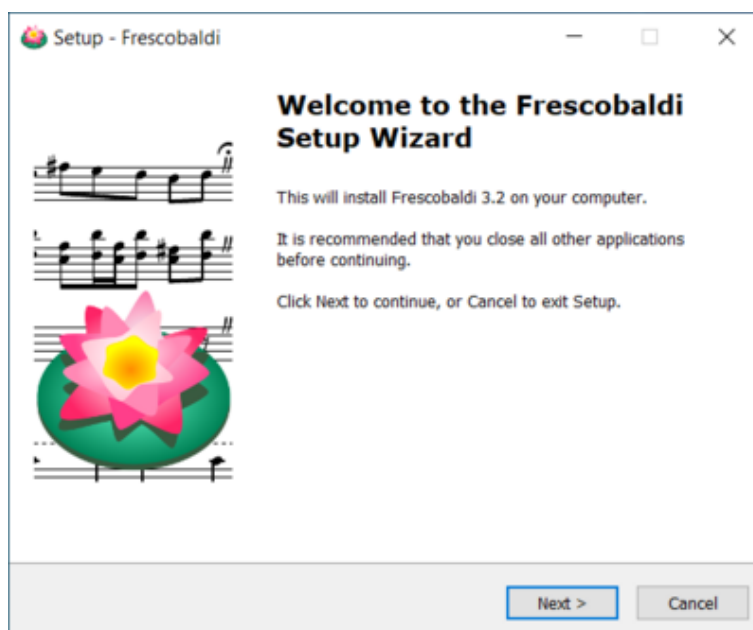 Setup - Frescobaldi
Welcome to the Frescobaldi
Setup Wizard
This will install Frescobaldi 3.2 on your computer.
It is recommended that you close all other applications
before continuing.
Click Next to continue, or Cancel to exit Setup.
Next >
Cancel